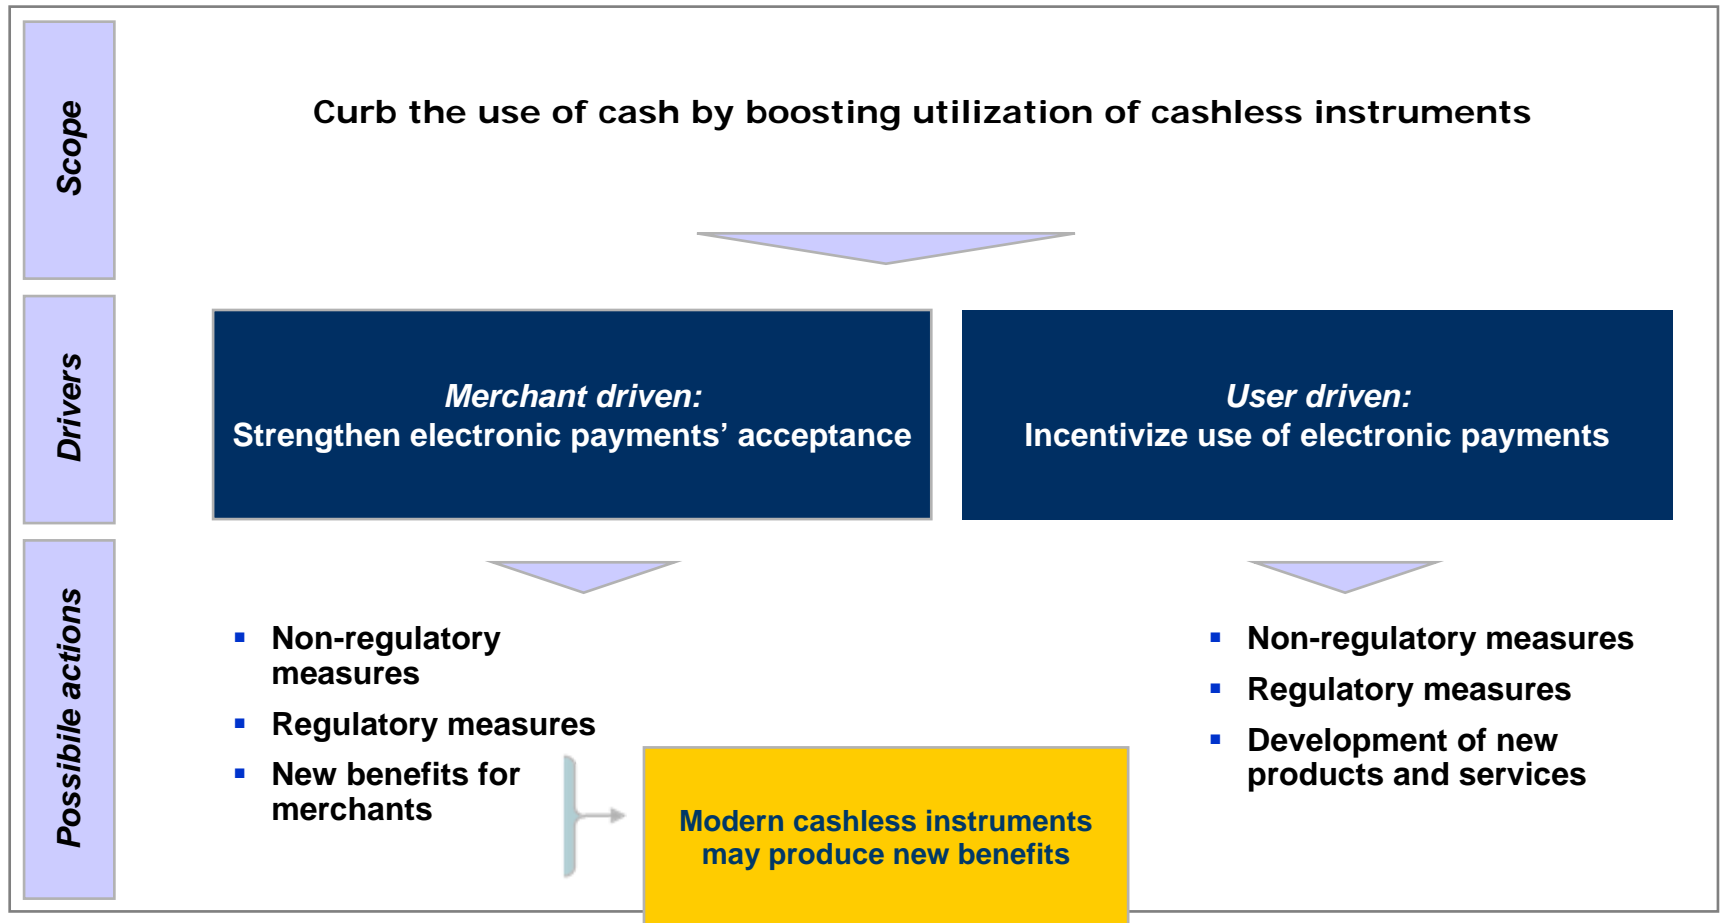 Scope
Curb the use of cash by boosting utilization of cashless instruments
Drivers
Merchant driven:
Strengthen electronic payments’ acceptance
User driven:
Incentivize use of electronic payments
Possibile actions
Non-regulatory
measures
Regulatory measures
New benefits for
merchants
Modern cashless instruments
may produce new benefits
Non-regulatory measures
Regulatory measures
Development of new
products and services